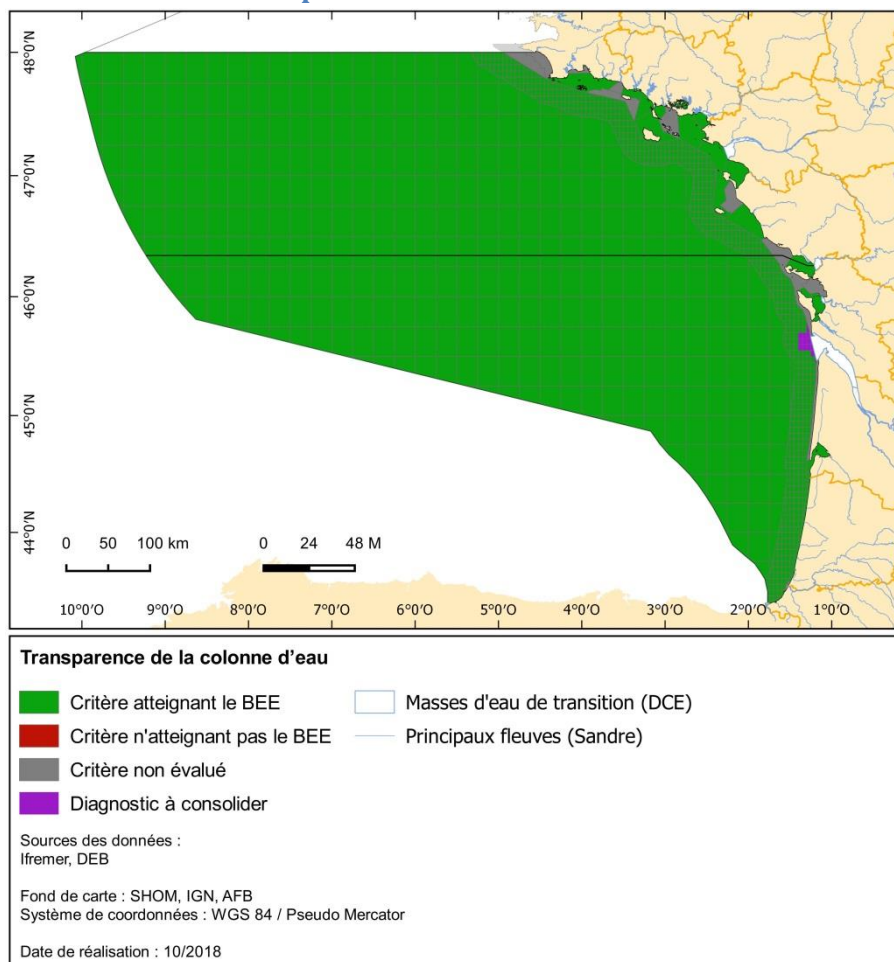 48°0'N
47°0'N
46°0'N
45°0'N
44°0'N
0 50 100 km
0 24 48 M
10°0'O 9°0'O 8°0'O 7°0'O 6°0'O 5°0'O 4°0'O 3°0'O 2°0'O 1°0'O
Transparence de la colonne d'eau
Critère atteignant le BEE
Critère n'atteignant pas le BEE
Critère non évalué
Diagnostic à consolider
Masses d'eau de transition (DCE)
Principaux fleuves (Sandre)
Sources des données :
Ifremer, DEB
Fond de carte : SHOM, IGN, AFB
Système de coordonnées : WGS 84 / Pseudo Mercator
Date de réalisation : 10/2018